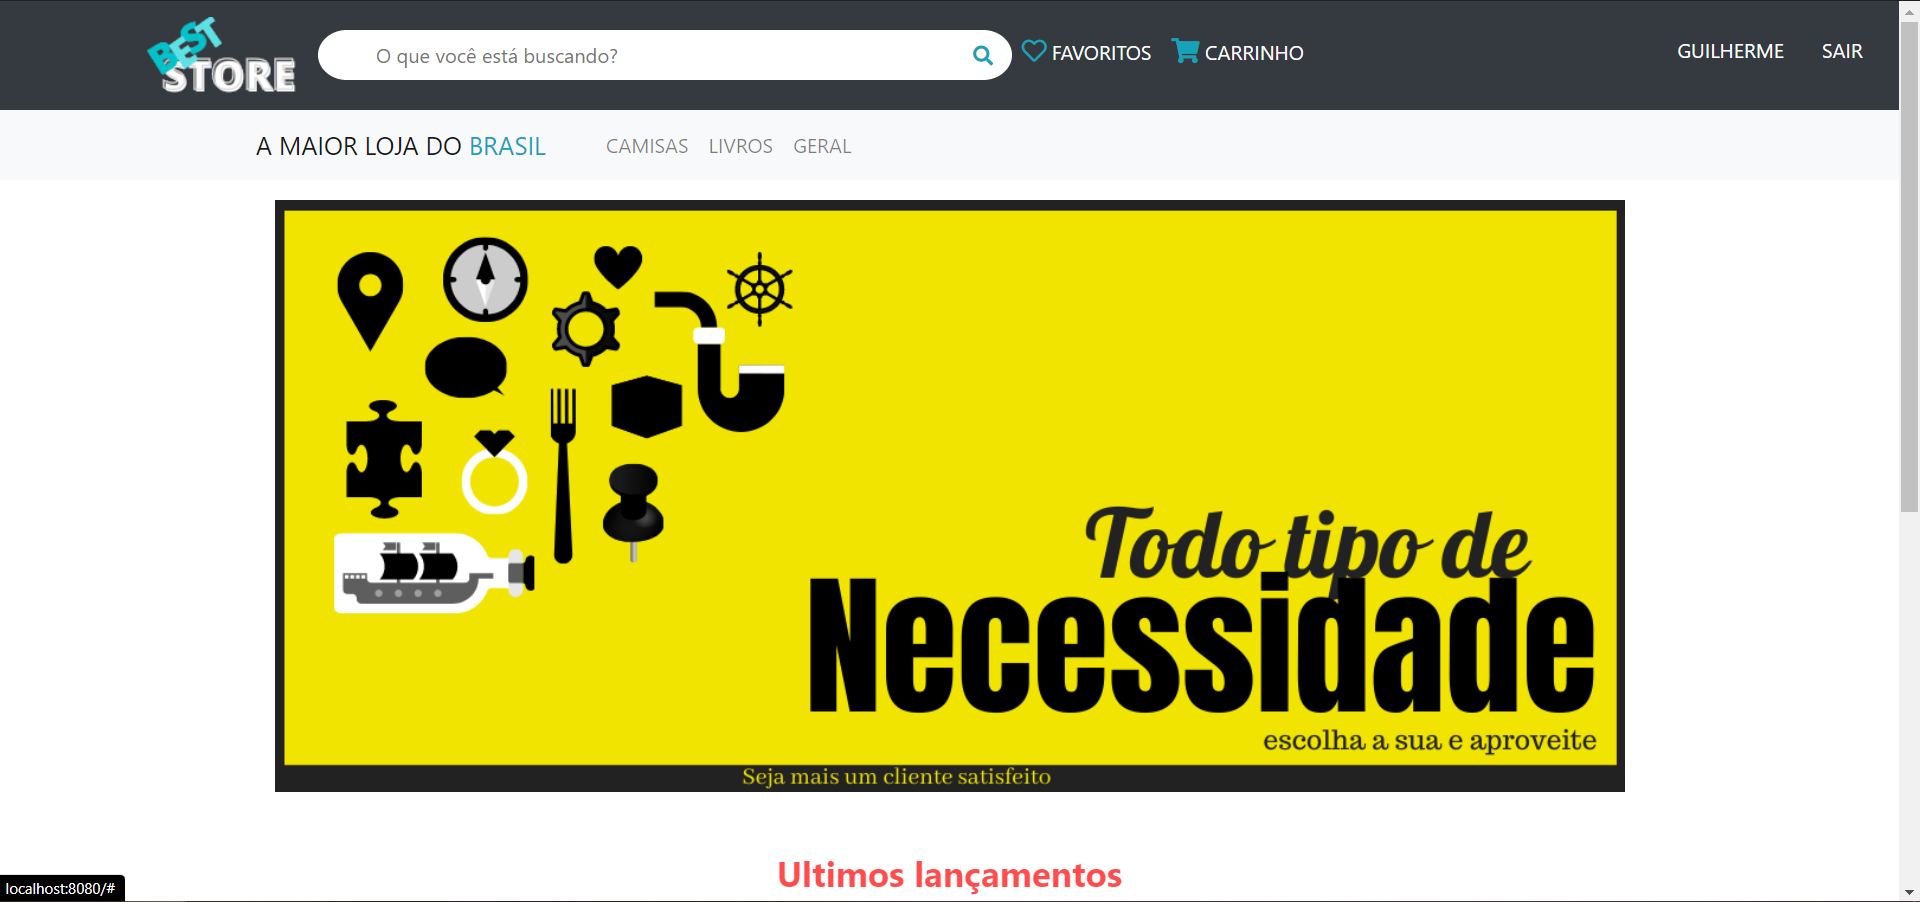 BEST
STORE
O que você está buscando?
FAVORITOS
CARRINHO
GUILHERME
SAIR
A MAIOR LOJA DO BRASIL
CAMISAS
LIVROS
GERAL
Todo tipo de
Necessidade
escolha a sua e aproveite
Seja mais um cliente satisfeito
Ultimos lançamentos
localhost:8080/#